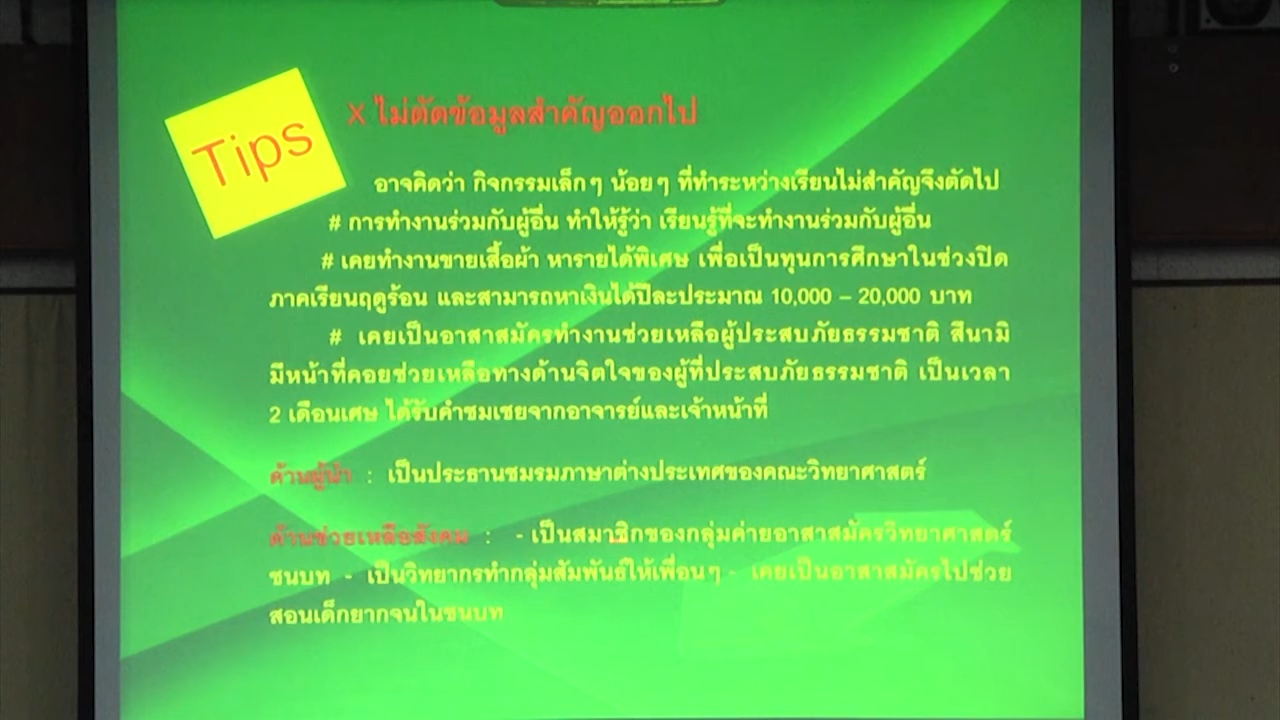 Tips
X ไม่ตัดข้อมูลสำคัญออกไป
อาจคิดว่า กิจกรรมเล็กๆ น้อยๆ ที่ทำระหว่างเรียนไม่สำคัญจึงตัดไป
# การทำงานร่วมกับผู้อื่น ทำให้รู้ว่า เรียนรู้ที่จะทำงานร่วมกับผู้อื่น
# เคยทำงานขายเสื้อผ้า หารายได้พิเศษ เพื่อเป็นทุนการศึกษาในช่วงปิด
ภาคเรียนฤดูร้อน และสามารถหาเงินได้ปีละประมาณ 10,000 – 20,000 บาท
# เคยเป็นอาสาสมัครทำงานช่วยเหลือผู้ประสบภัยธรรมชาติ สึนามิ
มีหน้าที่คอยช่วยเหลือทางด้านจิตใจของผู้ที่ประสบภัยธรรมชาติ เป็นเวลา
2 เดือนเศษ ได้รับคำชมเชยจากอาจารย์และเจ้าหน้าที่
ด้านผู้นำ : เป็นประธานชมรมภาษาต่างประเทศของคณะวิทยาศาสตร์
ด้านช่วยเหลือสังคม : - เป็นสมาชิกของกลุ่มค่ายอาสาสมัครวิทยาศาสตร์
ชนบท - เป็นวิทยากรทำกลุ่มสัมพันธ์ให้เพื่อนๆ - เคยเป็นอาสาสมัครไปช่วย
สอนเด็กยากจนในชนบท